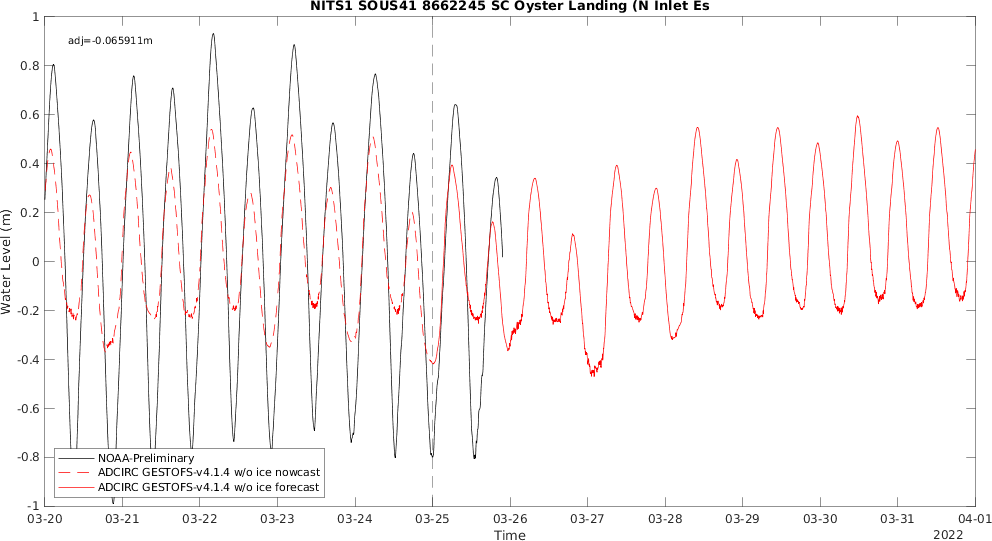 NITS1 SOUS41 8662245 SC Oyster Landing (N Inlet Es
adj=-0.065911m
Water Level (m)
1
0.8
0.6
0.4
0.2
0
-0.2
-0.4
-0.6
-0.8
-1
NOAA-Preliminary
ADCIRC GESTOFS-v4.1.4 w/o ice nowcast
ADCIRC GESTOFS-v4.1.4 w/o ice forecast
03-20 03-21 03-22 03-23 03-24 03-25 03-26 03-27 03-28 03-29 03-30 03-31 04-01
Time
2022